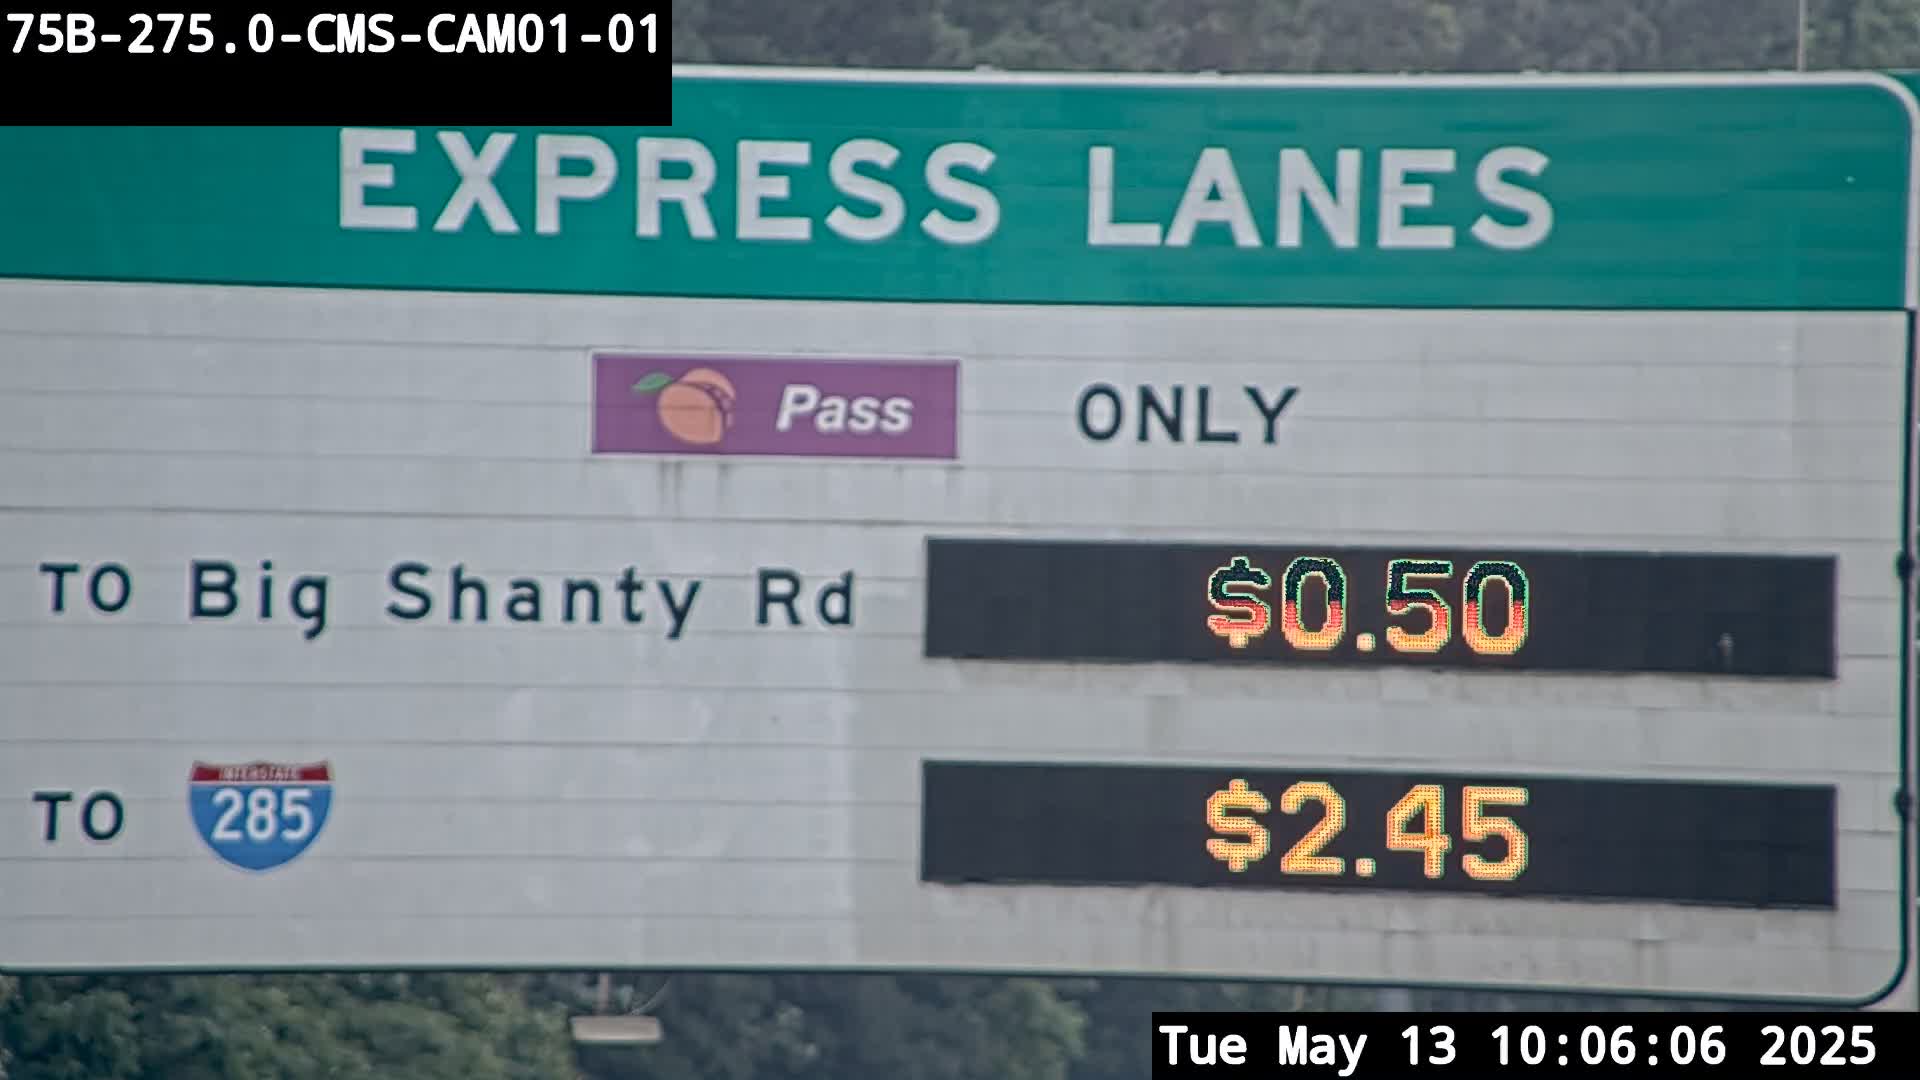 75B-275.0-CMS-CAM01-01
EXPRESS LANES
Pass ONLY
TO Big Shanty Rd $0.50
INTERSTATE
TO 285 $2.45
Tue May 13 10:06:06 2025